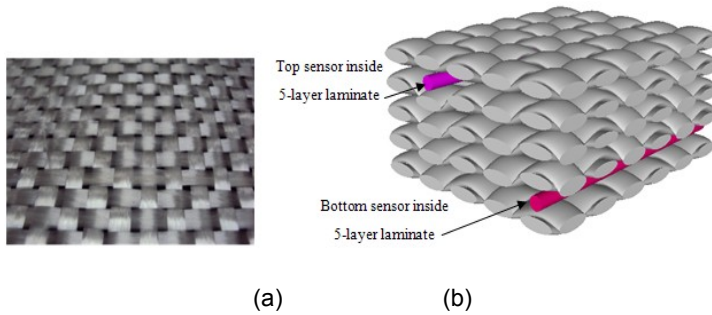 Top sensor inside
5-layer laminate
Bottom sensor inside
5-layer laminate
(a)
(b)